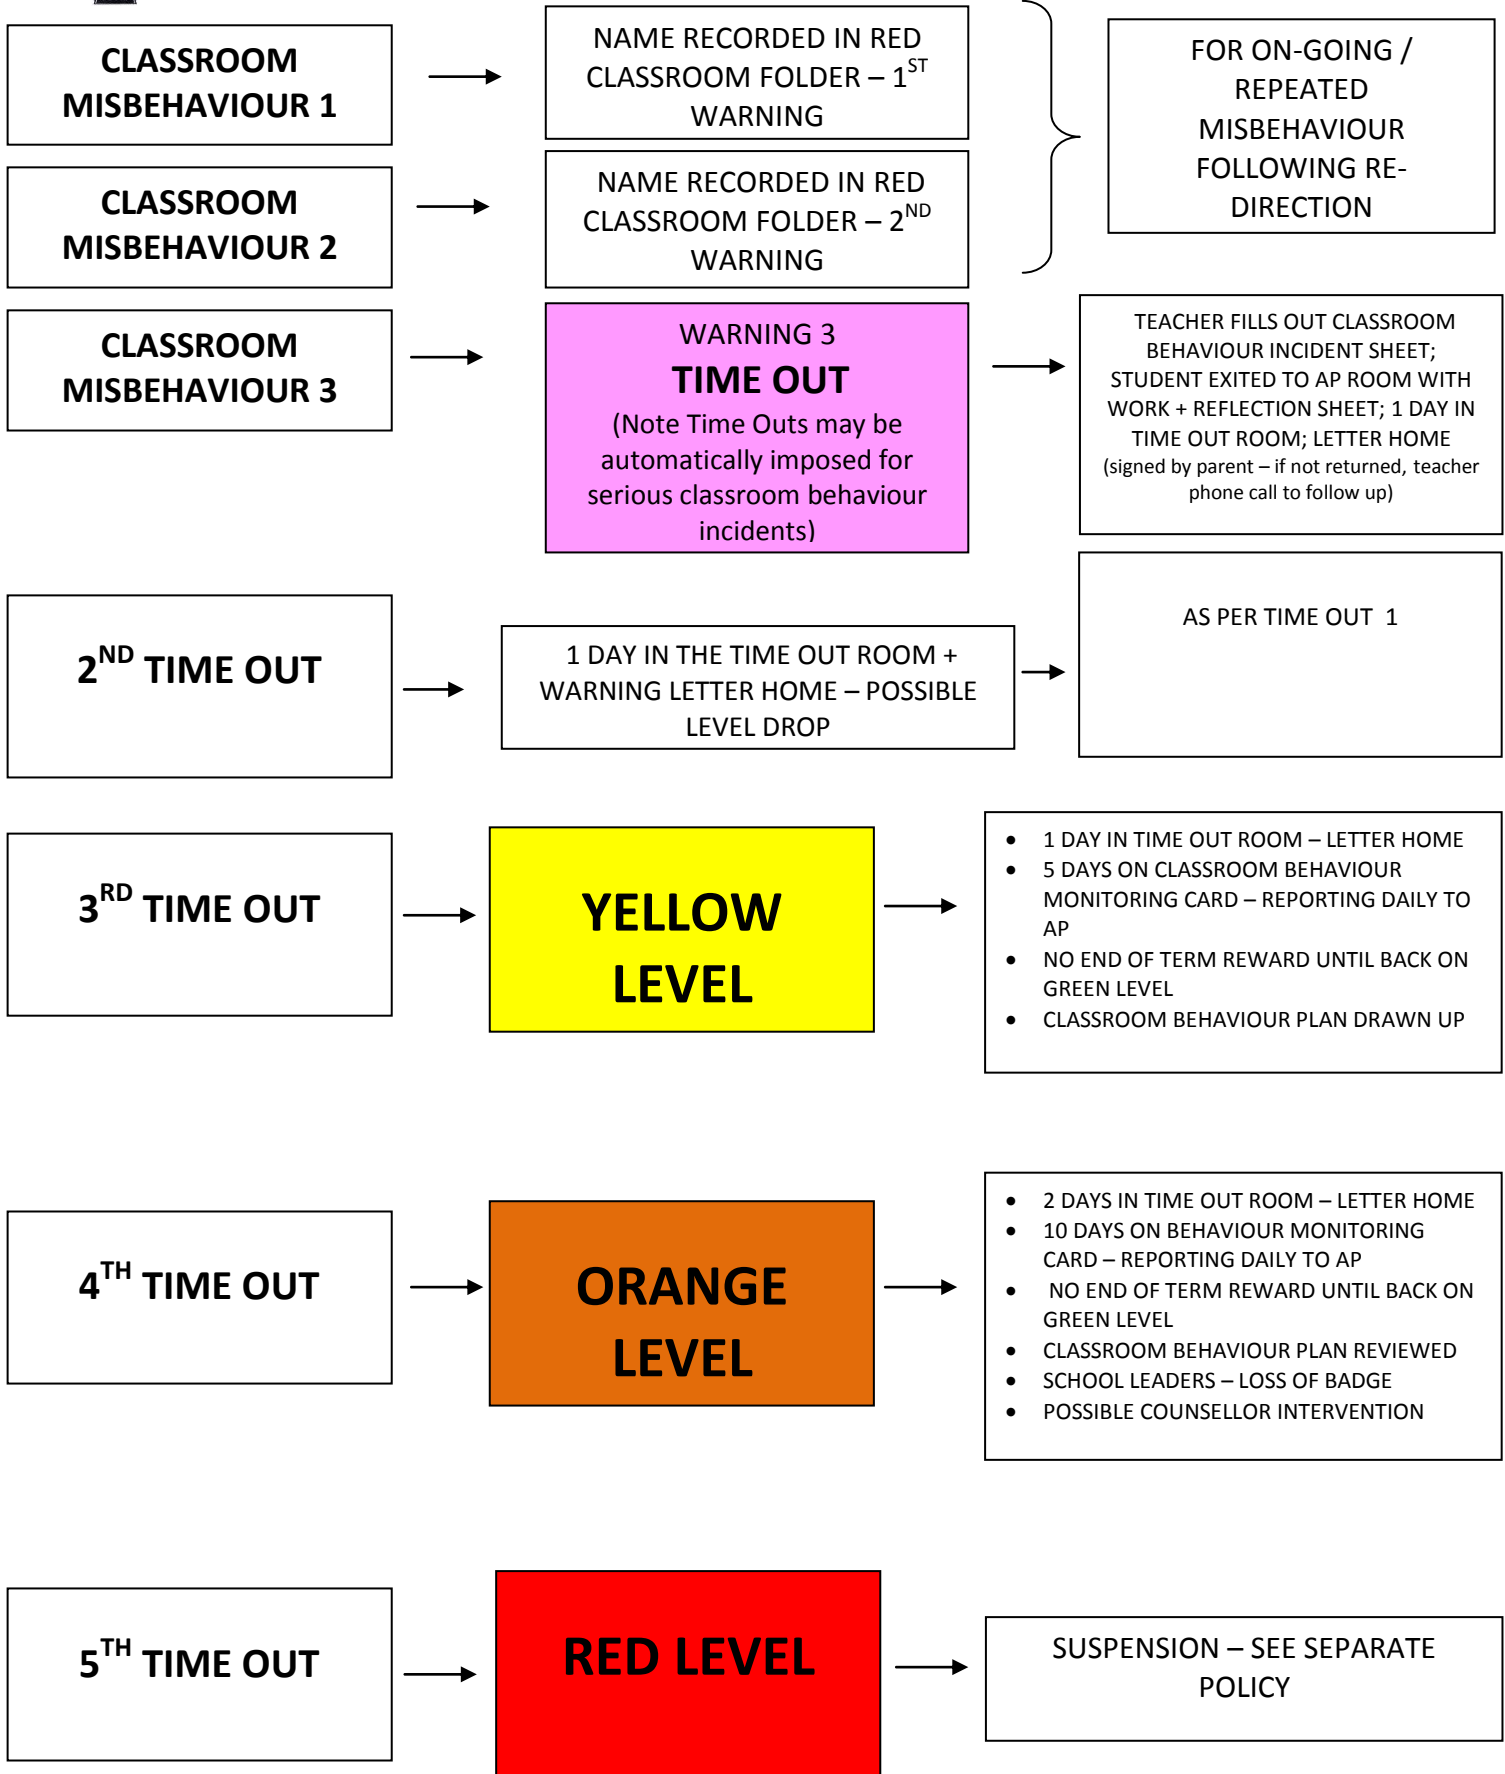 CLASSROOM
MISBEHAVIOUR 1
NAME RECORDED IN RED
CLASSROOM FOLDER – 1ST
WARNING
FOR ON-GOING /
REPEATED
MISBEHAVIOUR
FOLLOWING RE-
DIRECTION
CLASSROOM
MISBEHAVIOUR 2
NAME RECORDED IN RED
CLASSROOM FOLDER – 2ND
WARNING
CLASSROOM
MISBEHAVIOUR 3
WARNING 3
TIME OUT
(Note Time Outs may be
automatically imposed for
serious classroom behaviour
incidents)
TEACHER FILLS OUT CLASSROOM
BEHAVIOUR INCIDENT SHEET;
STUDENT EXITED TO AP ROOM WITH
WORK + REFLECTION SHEET; 1 DAY IN
TIME OUT ROOM; LETTER HOME
(signed by parent – if not returned, teacher
phone call to follow up)
2ND TIME OUT
1 DAY IN THE TIME OUT ROOM +
WARNING LETTER HOME – POSSIBLE
LEVEL DROP
AS PER TIME OUT 1
3RD TIME OUT
YELLOW
LEVEL
• 1 DAY IN TIME OUT ROOM – LETTER HOME
• 5 DAYS ON CLASSROOM BEHAVIOUR
MONITORING CARD – REPORTING DAILY TO
AP
• NO END OF TERM REWARD UNTIL BACK ON
GREEN LEVEL
• CLASSROOM BEHAVIOUR PLAN DRAWN UP
4TH TIME OUT
ORANGE
LEVEL
• 2 DAYS IN TIME OUT ROOM – LETTER HOME
• 10 DAYS ON BEHAVIOUR MONITORING
CARD – REPORTING DAILY TO AP
• NO END OF TERM REWARD UNTIL BACK ON
GREEN LEVEL
• CLASSROOM BEHAVIOUR PLAN REVIEWED
• SCHOOL LEADERS – LOSS OF BADGE
• POSSIBLE COUNSELLOR INTERVENTION
5TH TIME OUT
RED LEVEL
SUSPENSION – SEE SEPARATE
POLICY